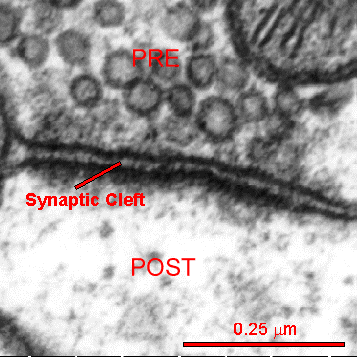 PRE
Synaptic Cleft
POST
0.25 μm